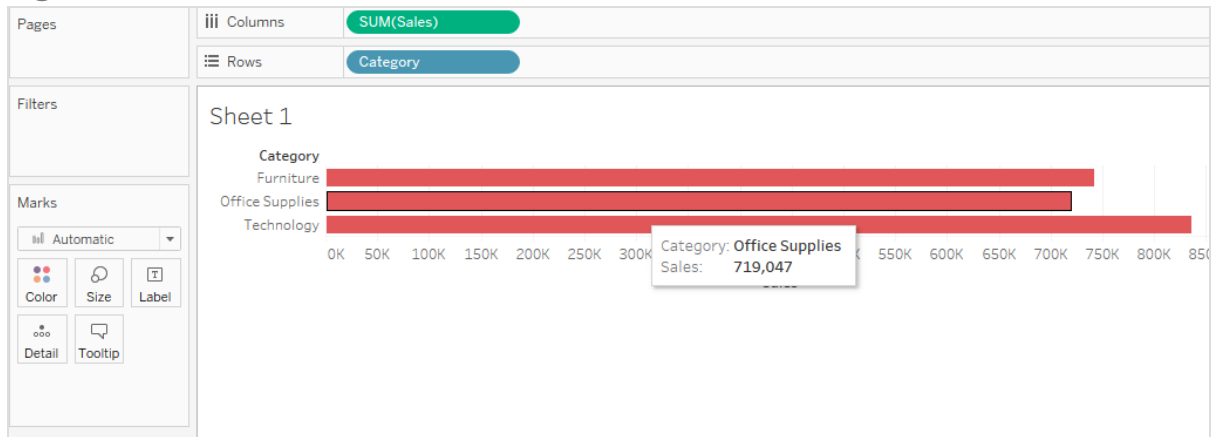 Pages
iii Columns
SUM(Sales)
Rows
Category
Filters
Sheet 1
Category
Furniture
Office Supplies
Technology
0K 50K 100K 150K 200K 250K 300K 550K 600K 650K 700K 750K 800K
Category: Office Supplies
Sales: 719,047
Marks
Automatic
Color Size Label
Detail Tooltip